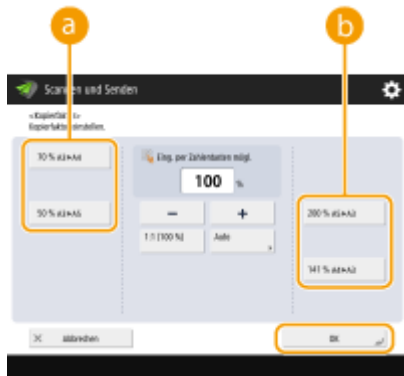 a
b
Scannen und Senden
<Kopierfaktor>
Kopierfaktor einstellen.
70 % A3►A4
Eing. per Zahlentasten mögl.
100 %
50 % A3►A5
−
+
200 % A5►A3
1:1 (100 %)
Auto
141 % A4►A3
Abbrechen
OK